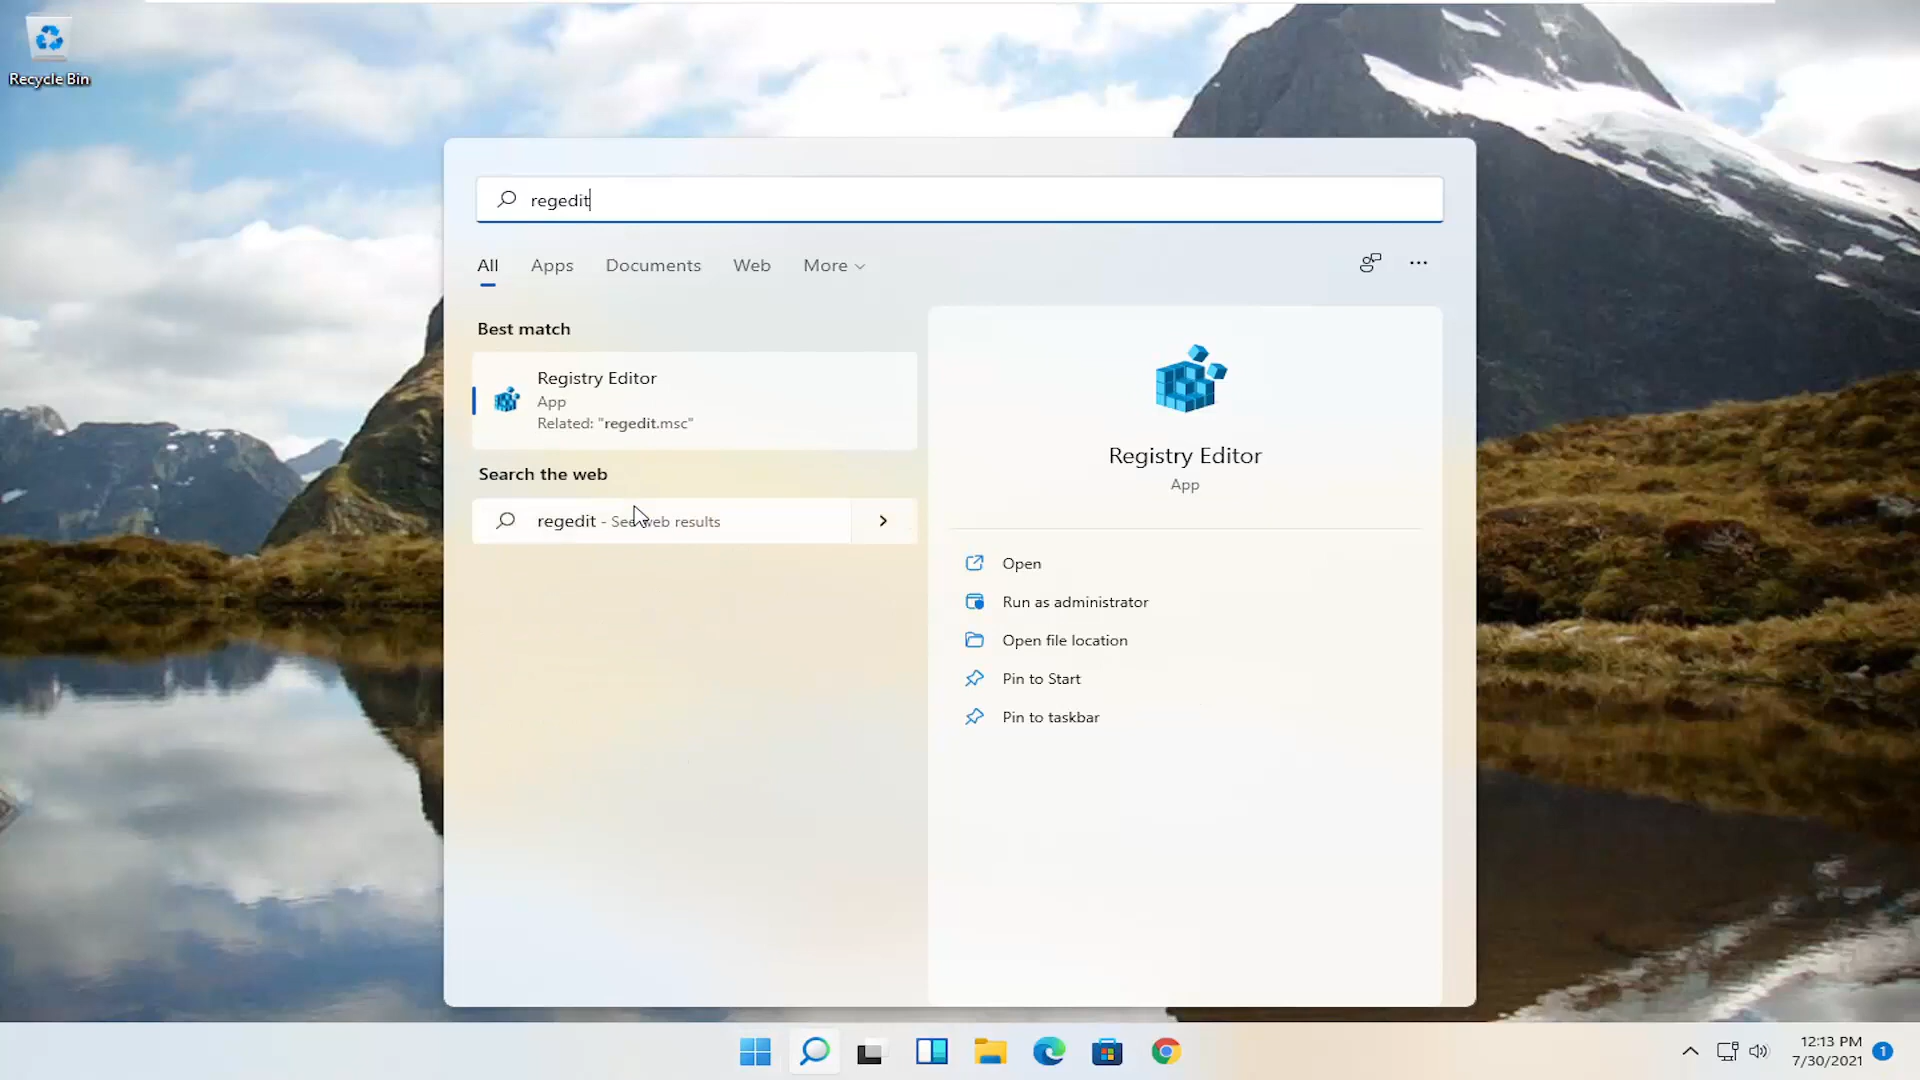 Recycle Bin
regedit
All Apps Documents Web More
Best match
Registry Editor
App
Related: "regedit.msc"
Search the web
regedit - See web results
Registry Editor
App
Open
Run as administrator
Open file location
Pin to Start
Pin to taskbar
12:13 PM
7/30/2021
1